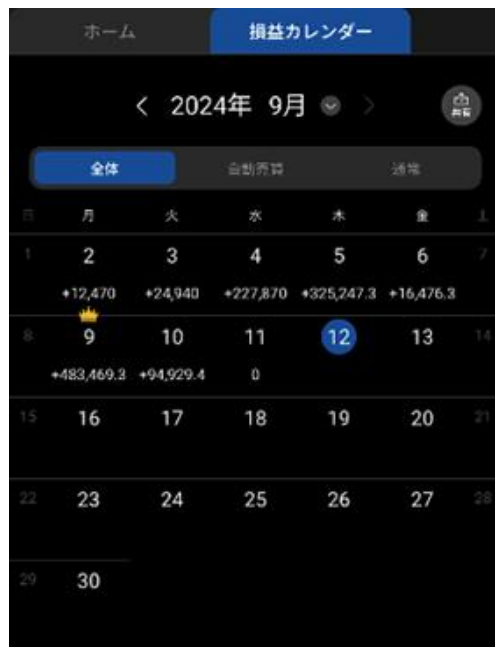 ホーム 損益カレンダー
< 2024年 9月 >
共有
全体 自動売買 通常
日 月 火 水 木 金 土
1 2 3 4 5 6 7
+12,470 +24,940 +227,870 +325,247.3 +16,476.3
8 9 10 11 12 13 14
+483,469.3 +94,929.4 0
15 16 17 18 19 20 21
22 23 24 25 26 27 28
29 30